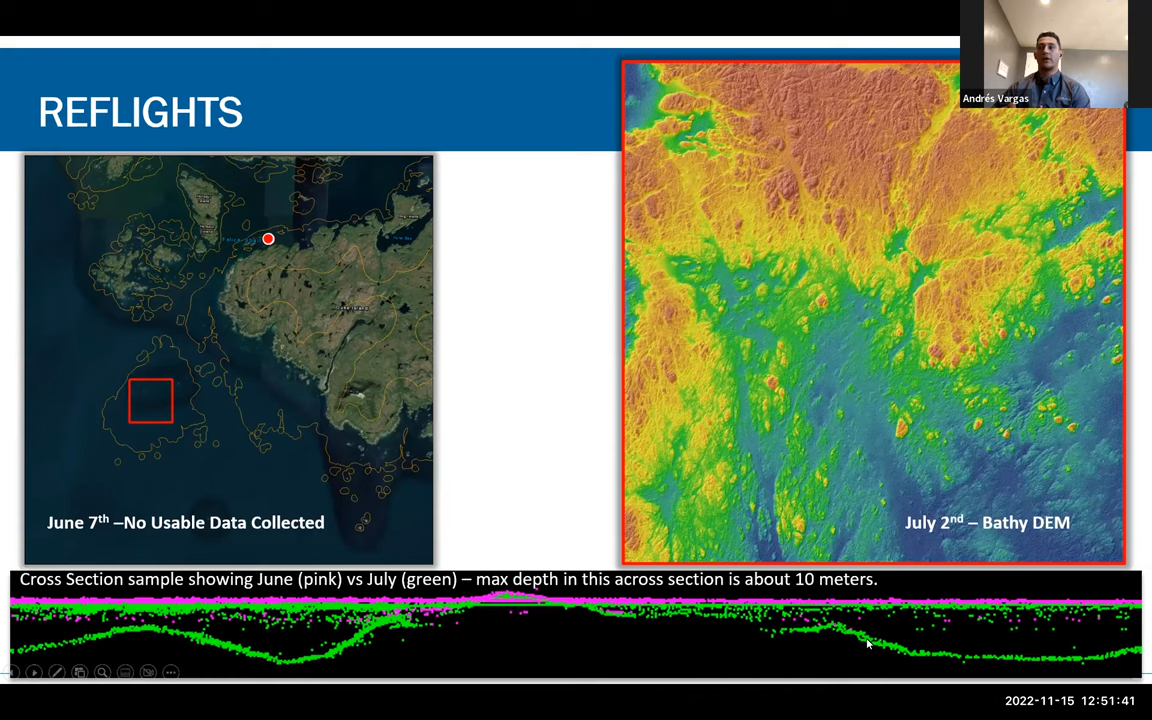 Andrés Vargas
REFLIGHTS
June 7th –No Usable Data Collected
July 2nd – Bathy DEM
Cross Section sample showing June (pink) vs July (green) – max depth in this across section is about 10 meters.
2022-11-15 12:51:41